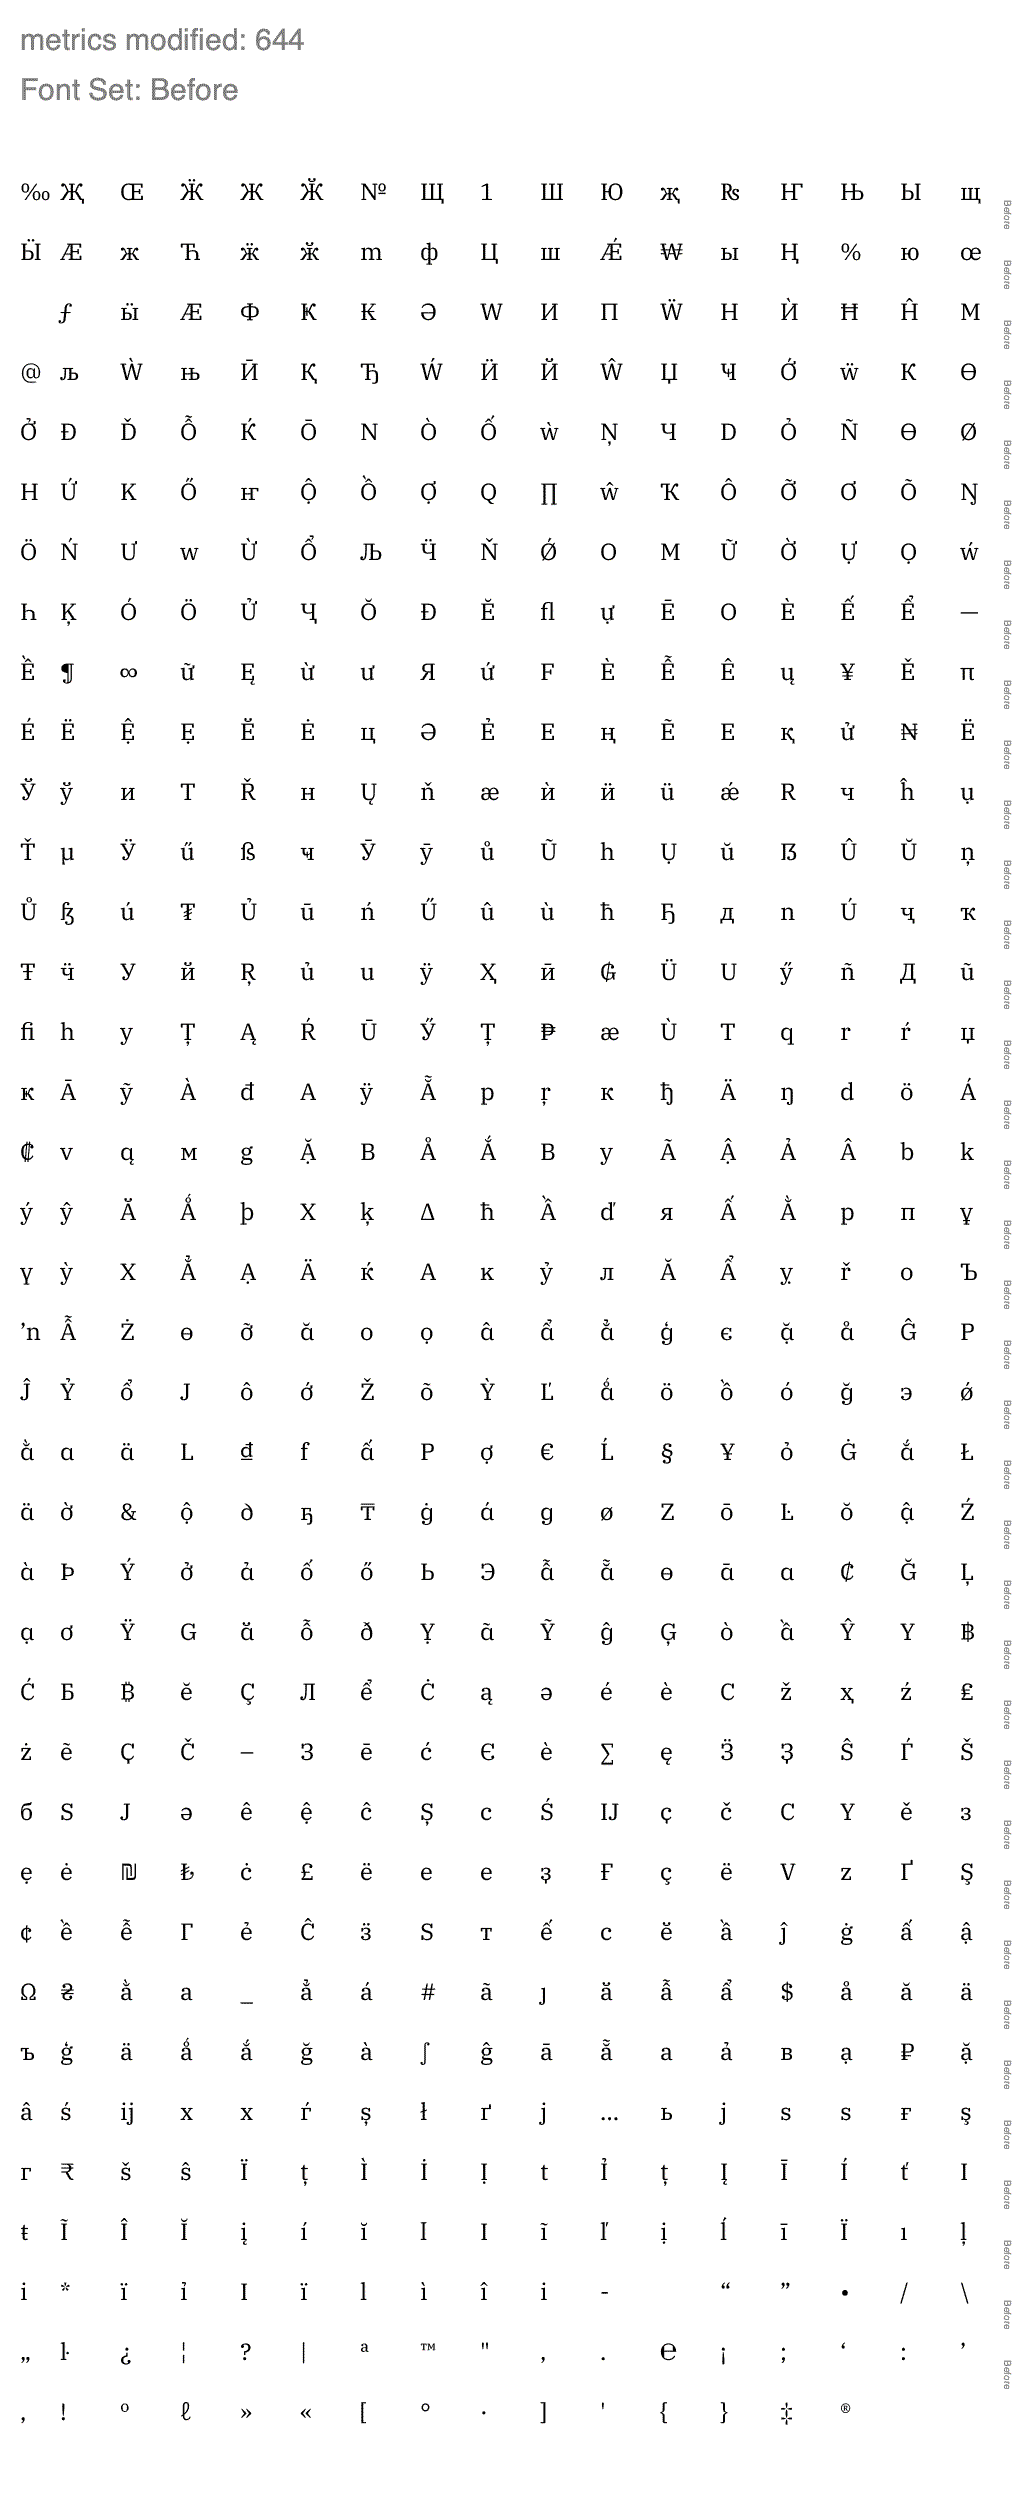 metrics modified: 644
Font Set: Before
‰ Җ Œ Ӝ Ж Ӂ № Щ 1 Ш Ю җ ₨ Ҥ Њ Ы щ Before
Ӹ Æ ж Ћ ӝ ӂ m ф Ц ш Ǽ ₩ ы Ң % ю œ Before
ƒ ӹ Ӕ Ф Ҝ Ҟ Ә W И П Ẅ Н Ѝ Ħ Ĥ М Before
@ љ Ẁ њ Ӣ Қ Ђ Ẃ Ӥ Й Ŵ Џ Ҹ Ớ ẅ К Ө Before
Ở Đ Ď Ỗ Ќ Ō N Ò Ố ẁ Ņ Ч D Ỏ Ñ Ɵ Ø Before
H Ứ K Ő ҥ Ộ Ồ Ợ Q ∏ ŵ Ҡ Ô Ỡ Ơ Õ Ŋ Before
Ö Ń Ư w Ừ Ổ Љ Ӵ Ň Ǿ О M Ữ Ờ Ự Ọ ẃ Before
Һ Ķ Ó Ӧ Ử Ҷ Ŏ Ð Ĕ ﬂ ự Ē O È Ế Ể — Before
Ề ¶ ∞ ữ Ę ừ ư Я ứ F Ѐ Ễ Ê ų ¥ Ě п Before
É Ë Ệ Ẹ Ӗ Ė ц Ə Ẻ Е ң Ẽ E қ ử ₦ Ё Before
Ў ў и Т Ř н Ų ň æ ѝ ӥ ü ǽ R ч ĥ ụ Before
Ť µ Ӱ ű ß ҹ Ӯ ӯ ů Ũ h Ụ ŭ ẞ Û Ŭ ņ Before
Ů ꜧ ú ₮ Ủ ū ń Ű û ù ħ Ҕ д n Ú ҷ ҡ Before
Ŧ ӵ У й Ŗ ủ u ӱ Ҳ ӣ ₲ Ü U ӳ ñ Д ũ Before
ﬁ һ у Ț Ą Ŕ Ū Ӳ Ţ ₱ ӕ Ù T q r ŕ џ Before
ҝ Ā ỹ À đ А ÿ Ẵ p ŗ к ђ Ä ŋ d ö Á Before
₡ v q м g Ặ В Å Ắ B y Ã Ậ Ả Â b k Before
ý ŷ Ӑ Ǻ þ Х ķ ∆ ћ Ầ ď я Ấ Ằ р п ұ Before
ү ỳ X Ẳ Ạ Ӓ ќ A к ỷ л Ă Ẩ ỵ ř о Ъ Before
ŉ Ẫ Ż ө ỡ ă o ọ â ẩ ẳ ģ є ặ å Ĝ Р Before
Ĵ Ỷ ổ J ô ớ Ž õ Ỳ Ľ ǻ ӧ ồ ó ğ э ǿ Before
ằ ɑ ä L ₫ f ấ P ợ € Ĺ § ¥ ỏ Ġ ắ Ł Before
ӓ ờ & ộ ծ ҕ ₸ ġ á ɡ ø Z ō Ŀ ŏ ậ Ź Before
à Þ Ý ở ả ố ő Ь Э ẫ ẵ ɵ ā ɑ ₵ Ğ Ļ Before
ạ ơ Ÿ G ӑ ỗ ð Ỵ ã Ỹ ĝ Ģ ò ầ Ŷ Y ฿ Before
Ć Б ₿ ĕ Ç Л ể Ċ ą ə é è C ž ҳ ź ₤ Before
ż ẽ Ҫ Č – З ē ć Є ѐ ∑ ę Ӟ Ҙ Ŝ Ѓ Š Before
б S Ј ә ê ệ ĉ Ș с Ś Ĳ ҫ č С Ү ě з Before
ẹ ė ₪ ₺ ċ £ ë e е ҙ Ғ ç ё V z Ґ Ş Before
¢ ề ễ Г ẻ Ĉ ӟ Ѕ т ế c ӗ ầ ĵ ġ ấ ậ Before
Ω ₴ ằ a _ ẳ á # ã ȷ ӑ ẫ ẩ $ å ă ä Before
ъ ģ ӓ ǻ ắ ğ à ∫ ĝ ā ẵ а ả в ạ ₽ ặ Before
â ś ĳ x х ѓ ș ł ґ j … ь ј s ѕ ғ ş Before
г ₹ š ŝ Ï ț Ì İ Ị t Ỉ ţ Į Ī Í ť I Before
ŧ Ĩ Î Ĭ į í ĭ І Ӏ ĩ ľ ị ĺ ī Ї ı ļ Before
i * ï ỉ I ї l ì î і - “ ” • / \ Before
„ ŀ ¿ ¦ ? | ª ™ " ‚ . ℮ ¡ ; ‘ : ’ Before
, ! º ℓ » « [ ° · ] ' { } ‡ ®